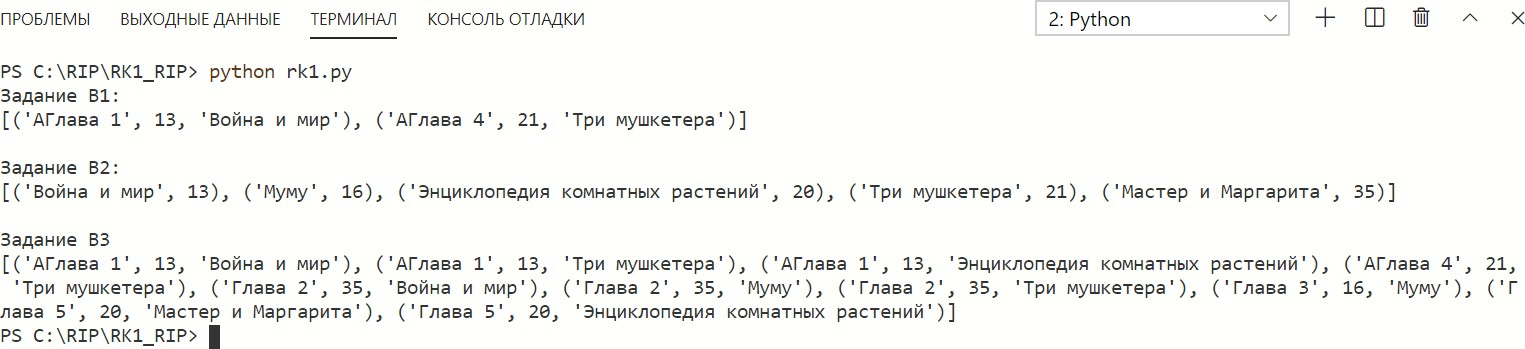 ПРОБЛЕМЫ ВЫХОДНЫЕ ДАННЫЕ ТЕРМИНАЛ КОНСОЛЬ ОТЛАДКИ 2: Python
PS C:\RIP\RK1_RIP> python rk1.py
Задание В1:
[('АГлава 1', 13, 'Война и мир'), ('АГлава 4', 21, 'Три мушкетера')]
Задание В2:
[('Война и мир', 13), ('Муму', 16), ('Энциклопедия комнатных растений', 20), ('Три мушкетера', 21), ('Мастер и Маргарита', 35)]
Задание В3
[('АГлава 1', 13, 'Война и мир'), ('АГлава 1', 13, 'Три мушкетера'), ('АГлава 1', 13, 'Энциклопедия комнатных растений'), ('АГлава 4', 21,
'Три мушкетера'), ('Глава 2', 35, 'Война и мир'), ('Глава 2', 35, 'Муму'), ('Глава 2', 35, 'Три мушкетера'), ('Глава 3', 16, 'Муму'), ('Г
лава 5', 20, 'Мастер и Маргарита'), ('Глава 5', 20, 'Энциклопедия комнатных растений')]
PS C:\RIP\RK1_RIP>